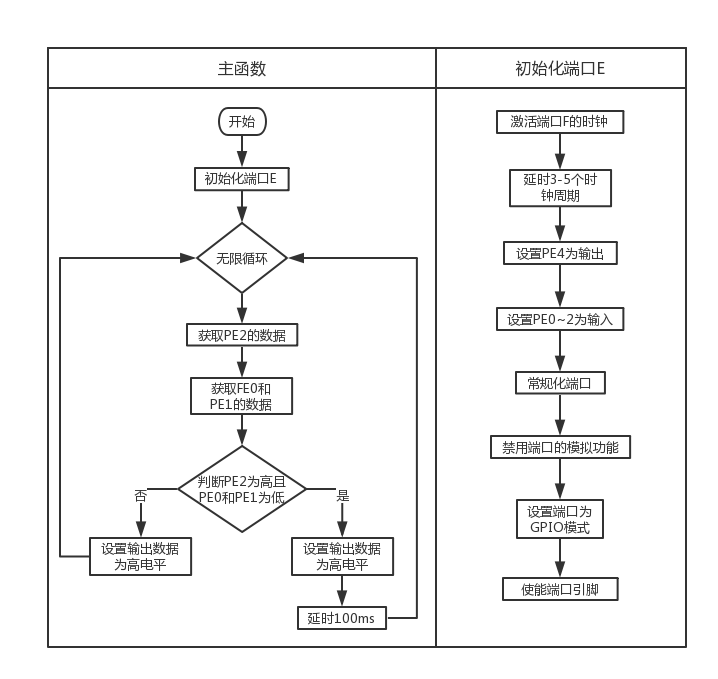 主函数
开始
初始化端口E
无限循环
获取PE2的数据
获取FE0和
PE1的数据
判断PE2为高且
PE0和PE1为低
否
是
设置输出数据
为高电平
设置输出数据
为高电平
延时100ms
初始化端口E
激活端口F的时钟
延时3-5个时
钟周期
设置PE4为输出
设置PE0~2为输入
常规化端口
禁用端口的模拟功能
设置端口为
GPIO模式
使能端口引脚